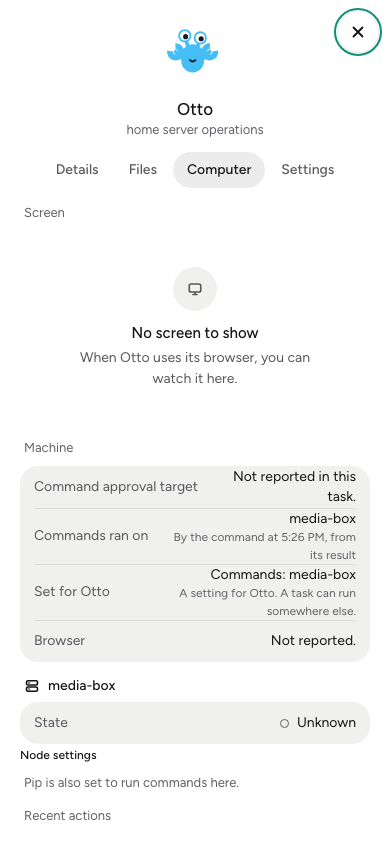 Otto
home server operations
Details Files Computer Settings
Screen
No screen to show
When Otto uses its browser, you can
watch it here.
Machine
Command approval target Not reported in this
task.
Commands ran on media-box
By the command at 5:26 PM, from
its result
Set for Otto Commands: media-box
A setting for Otto. A task can run
somewhere else.
Browser Not reported.
media-box
State Unknown
Node settings
Pip is also set to run commands here.
Recent actions